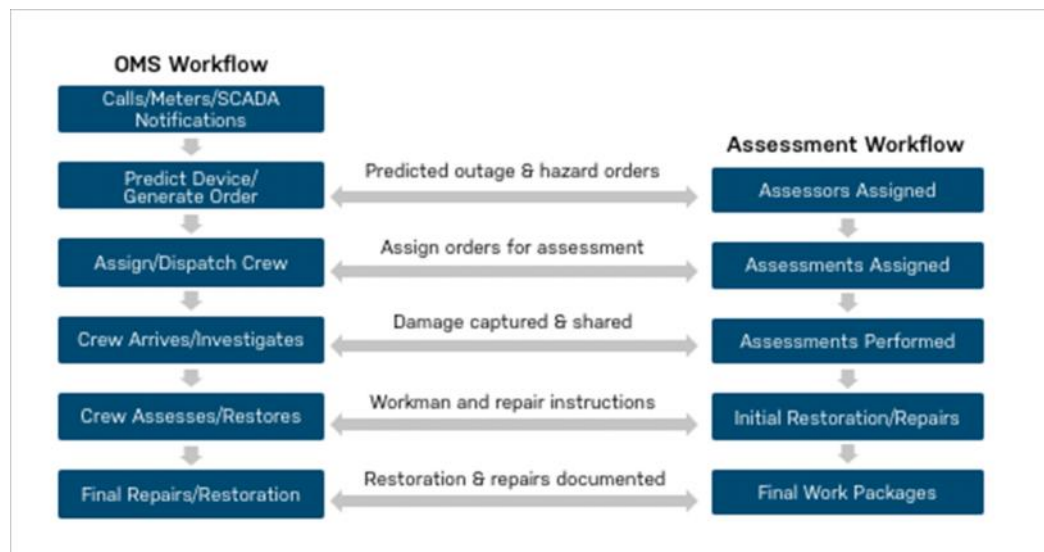 OMS Workflow
Calls/Meters/SCADA
Notifications
Assessment Workflow
Predicted outage & hazard orders
Predict Device/
Generate Order
Assessors Assigned
Assign orders for assessment
Assign/Dispatch Crew
Assessments Assigned
Damage captured & shared
Crew Arrives/Investigates
Assessments Performed
Workman and repair instructions
Crew Assesses/Restores
Initial Restoration/Repairs
Restoration & repairs documented
Final Repairs/Restoration
Final Work Packages